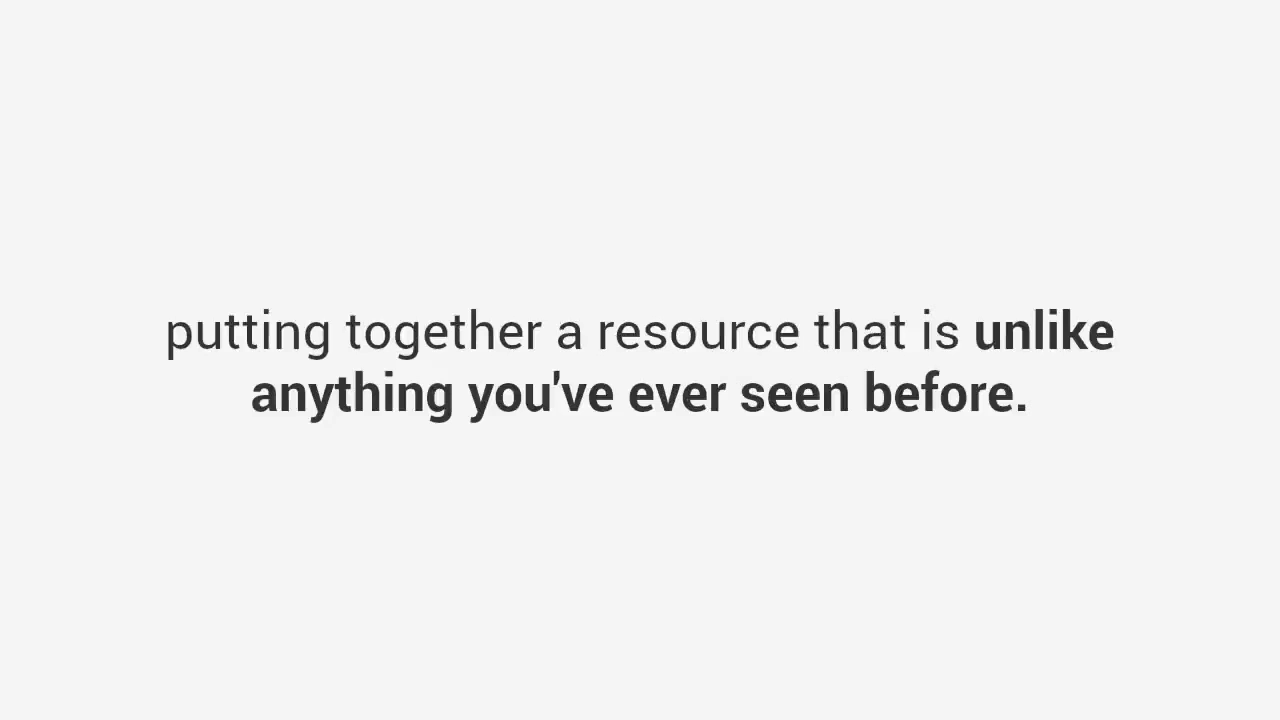 putting together a resource that is unlike
anything you've ever seen before.